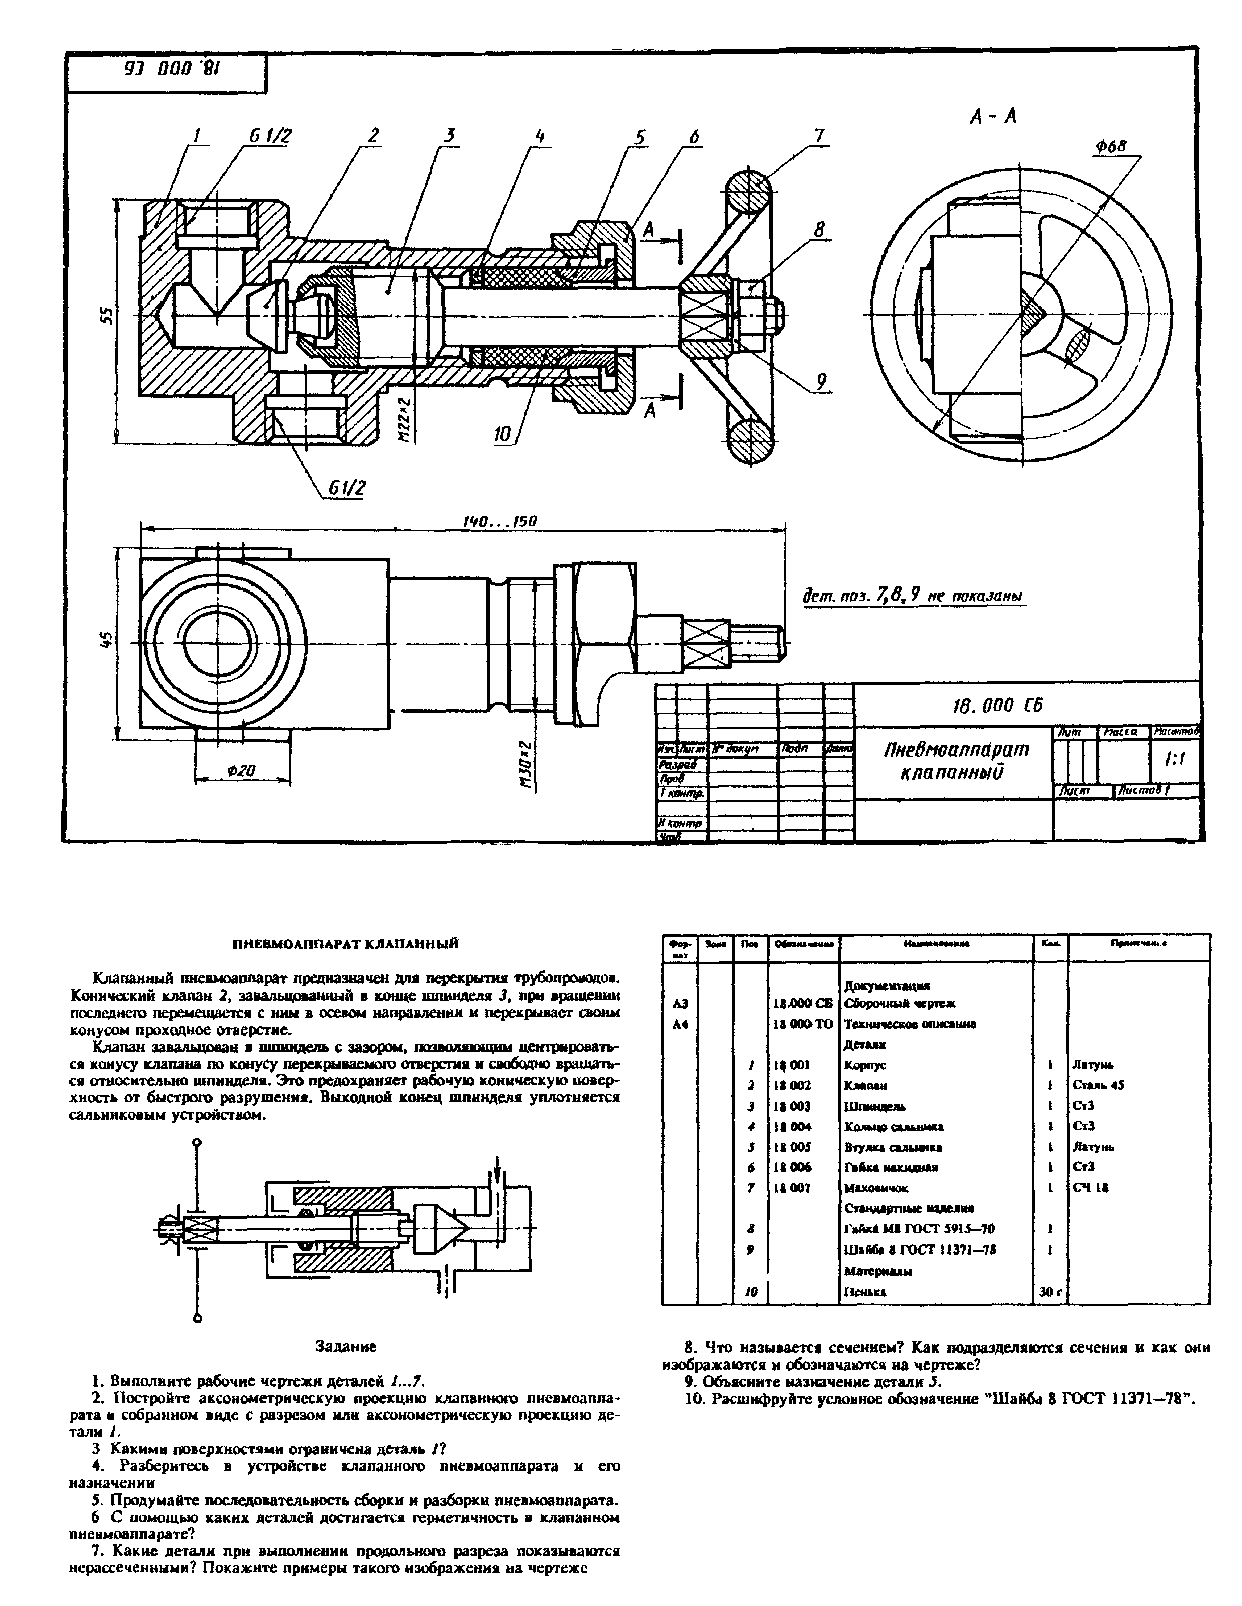 18. 000 СБ
1
G 1/2
2
3
4
5
6
7
А - А
Ф68
А
8
55
А
9
М22×2
10
G1/2
140...150
дет. поз. 7, 8, 9 не показаны
45
Ф20
М30×2
18. 000 СБ
Лит Масса Масштаб
Изм. Лист № докум Подп Дата
Пневмоаппарат
клапанный
1:1
Разраб
Пров
Т контр.
Лист Листов 1
Н контр
Утв
ПНЕВМОАППАРАТ КЛАПАННЫЙ
Клапанный пневмоаппарат предназначен для перекрытия трубопроводов.
Конический клапан 2, завальцованный в конце шпинделя 3, при вращении
последнего перемещается с ним в осевом направлении и перекрывает своим
конусом проходное отверстие.
Клапан завальцован в шпиндель с зазором, позволяющим центрировать-
ся конусу клапана по конусу перекрываемого отверстия и свободно вращать-
ся относительно шпинделя. Это предохраняет рабочую коническую повер-
хность от быстрого разрушения. Выходной конец шпинделя уплотняется
сальниковым устройством.
Задание
1. Выполните рабочие чертежи деталей 1...7.
2. Постройте аксонометрическую проекцию клапанного пневмоаппа-
рата в собранном виде с разрезом или аксонометрическую проекцию де-
тали 1.
3 Какими поверхностями ограничена деталь 1?
4. Разберитесь в устройстве клапанного пневмоаппарата и его
назначении
5. Продумайте последовательность сборки и разборки пневмоаппарата.
6 С помощью каких деталей достигается герметичность в клапанном
пневмоаппарате?
7. Какие детали при выполнении продольного разреза показываются
нерассеченными? Покажите примеры такого изображения на чертеже
Фор-
мат Зона Поз Обозначение Наименование Кол. Примечание
Документация
А3 18.000 СБ Сборочный чертеж
А4 18 000 ТО Техническое описание
Детали
1 18 001 Корпус 1 Латунь
2 18 002 Клапан 1 Сталь 45
3 18 003 Шпиндель 1 Ст3
4 18 004 Кольцо сальника 1 Ст3
5 18 005 Втулка сальника 1 Латунь
6 18 006 Гайка накидная 1 Ст3
7 18 007 Маховичок 1 СЧ 18
Стандартные изделия
8 Гайка М8 ГОСТ 5915—70 1
9 Шайба 8 ГОСТ 11371—78 1
Материалы
10 Пенька 30 г
8. Что называется сечением? Как подразделяются сечения и как они
изображаются и обозначаются на чертеже?
9. Объясните назначение детали 5.
10. Расшифруйте условное обозначение "Шайба 8 ГОСТ 11371—78".